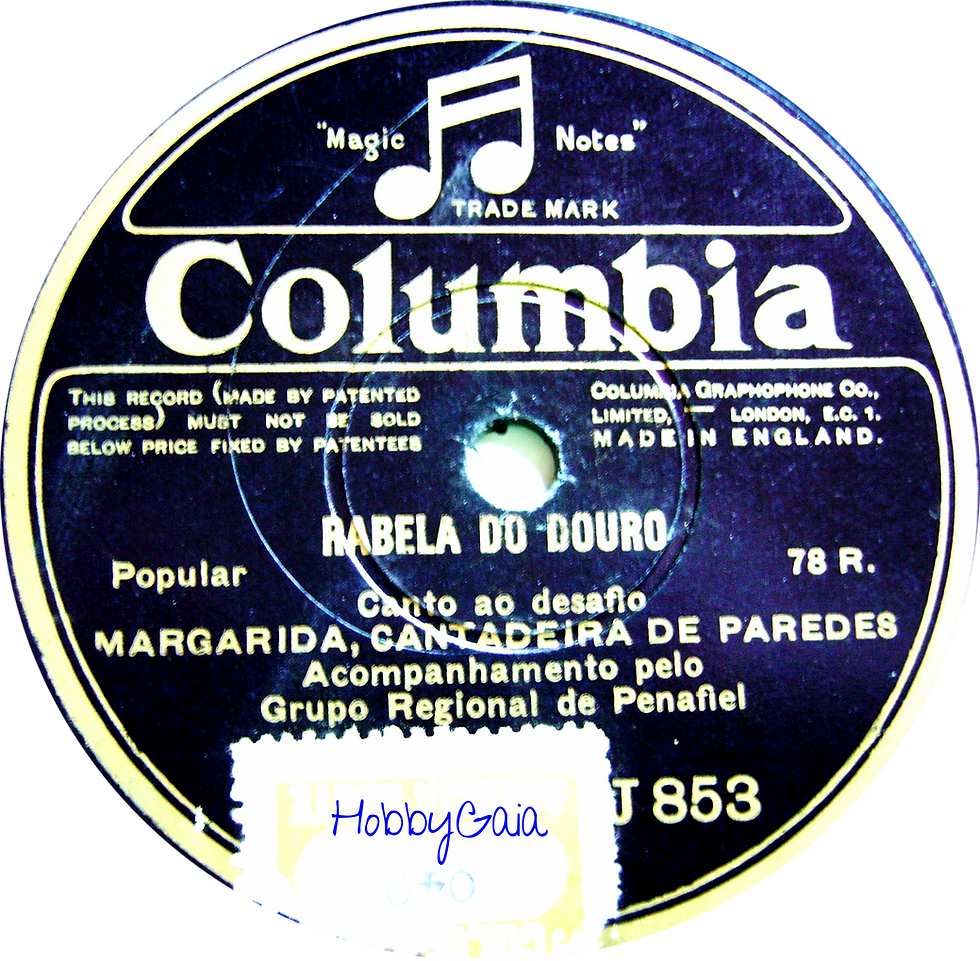 "Magic Notes"
TRADE MARK
Columbia
THIS RECORD (MADE BY PATENTED
PROCESS) MUST NOT BE SOLD
BELOW PRICE FIXED BY PATENTEES
COLUMBIA GRAPHOPHONE CO.,
LIMITED, — LONDON, E.C. 1.
MADE IN ENGLAND.
RABELA DO DOURO
Popular
78 R.
Canto ao desafio
MARGARIDA, CANTADEIRA DE PAREDES
Acompanhamento pelo
Grupo Regional de Penafiel
J 853
HobbyGaia